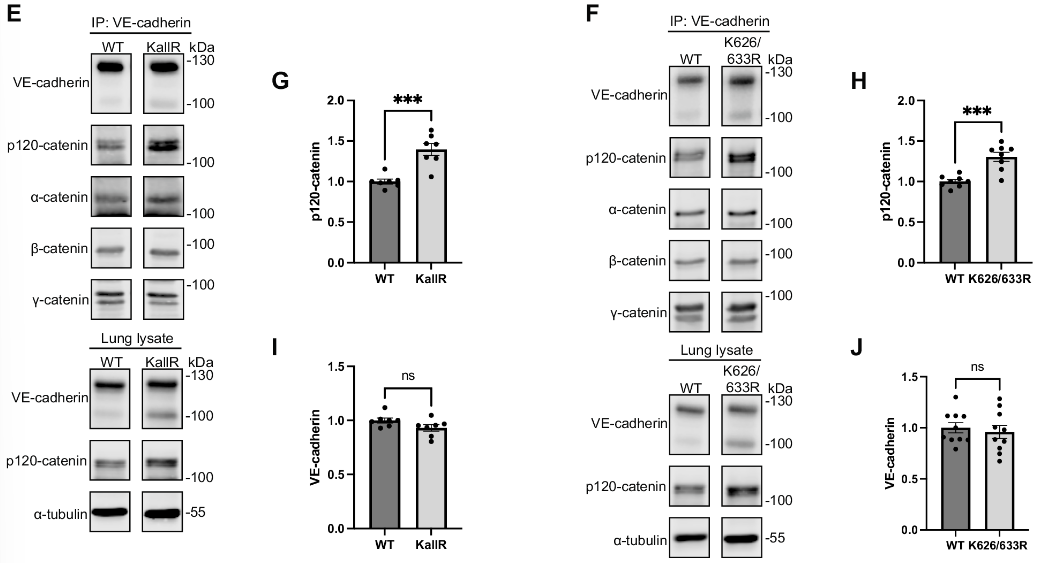 E
IP: VE-cadherin
WT KallR kDa
VE-cadherin
-130
-100
p120-catenin
-100
α-catenin
-100
β-catenin
-100
γ-catenin
-100
Lung lysate
WT KallR kDa
VE-cadherin
-130
-100
p120-catenin
-100
α-tubulin
-55
G
p120-catenin
2.0
1.5
1.0
0.5
0.0
***
WT KallR
I
VE-cadherin
1.5
1.0
0.5
0.0
ns
WT KallR
F
IP: VE-cadherin
K626/
WT 633R kDa
VE-cadherin
-130
-100
p120-catenin
-100
α-catenin
-100
β-catenin
-100
γ-catenin
-100
Lung lysate
K626/
WT 633R kDa
VE-cadherin
-130
-100
p120-catenin
-100
α-tubulin
-55
H
p120-catenin
2.0
1.5
1.0
0.5
0.0
***
WT K626/633R
J
VE-cadherin
1.5
1.0
0.5
0.0
ns
WT K626/633R